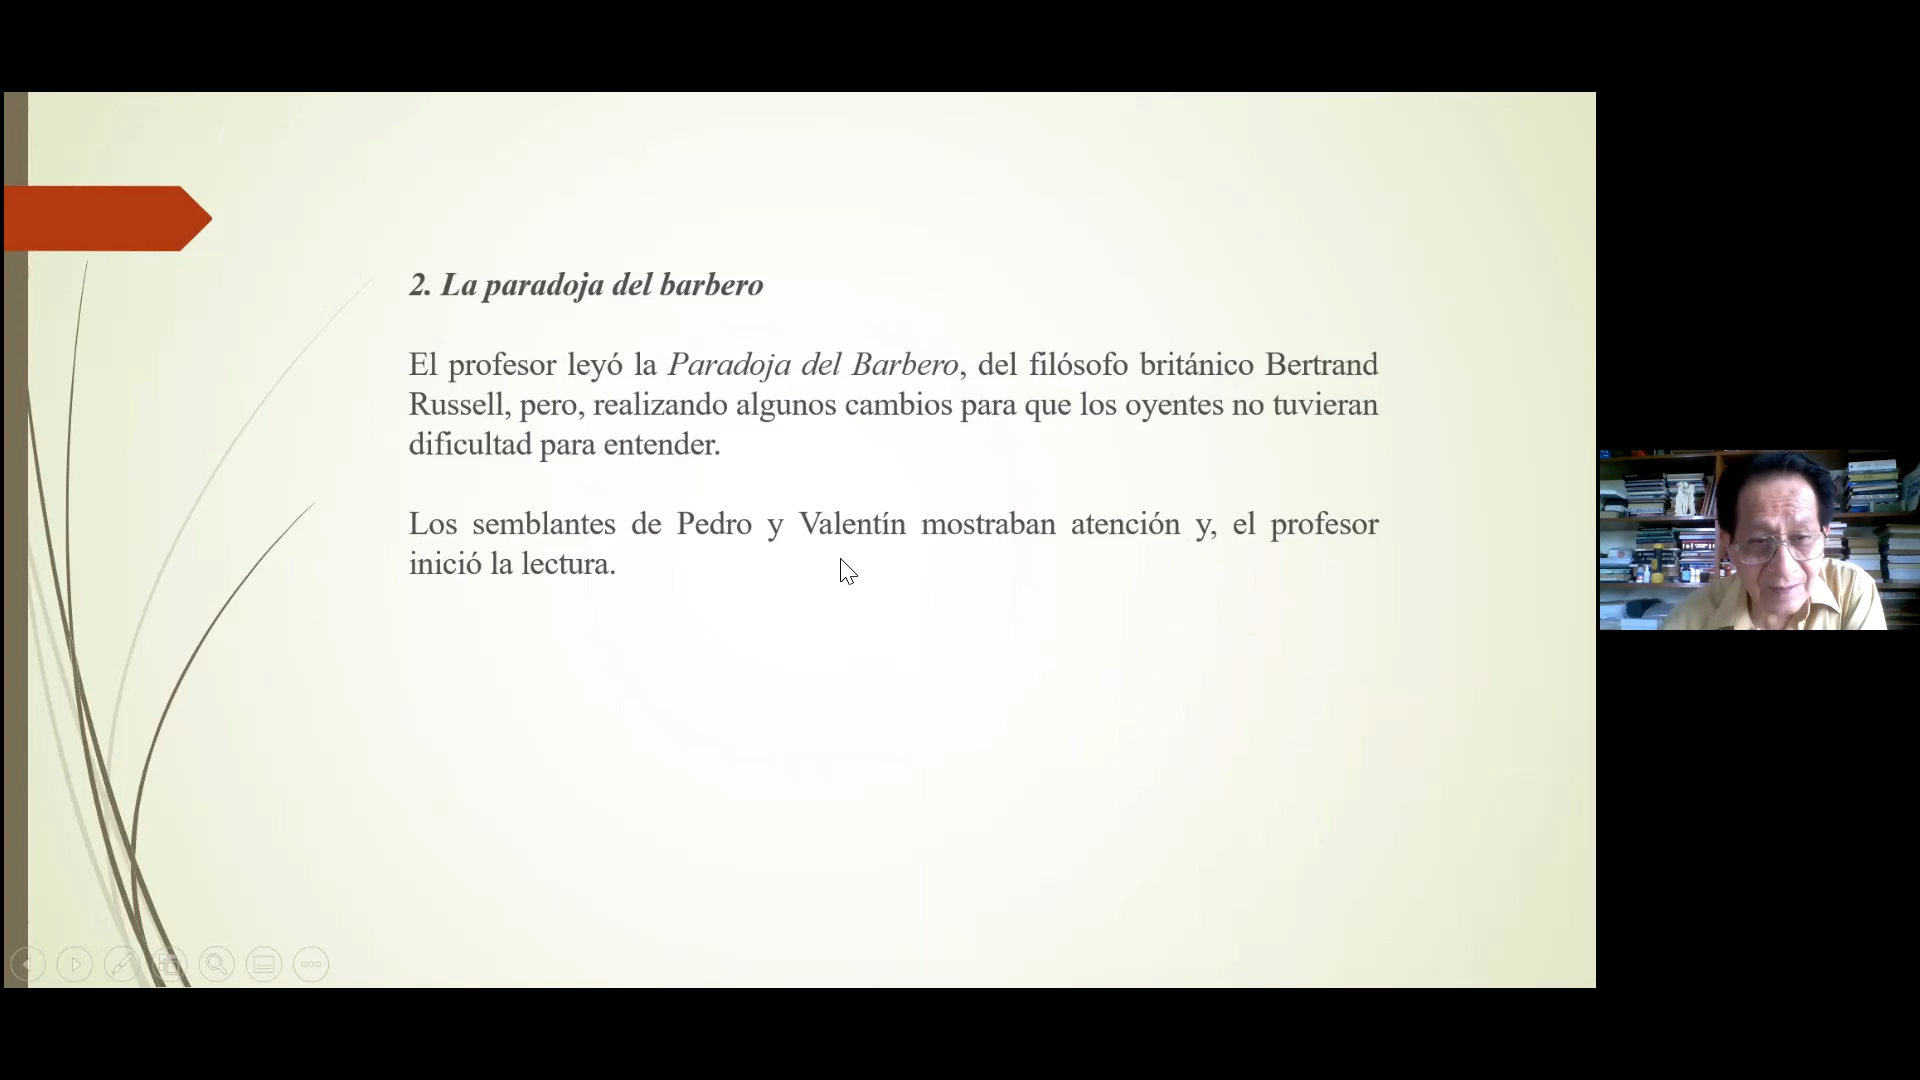 2. La paradoja del barbero
El profesor leyó la Paradoja del Barbero, del filósofo británico Bertrand
Russell, pero, realizando algunos cambios para que los oyentes no tuvieran
dificultad para entender.
Los semblantes de Pedro y Valentín mostraban atención y, el profesor
inició la lectura.